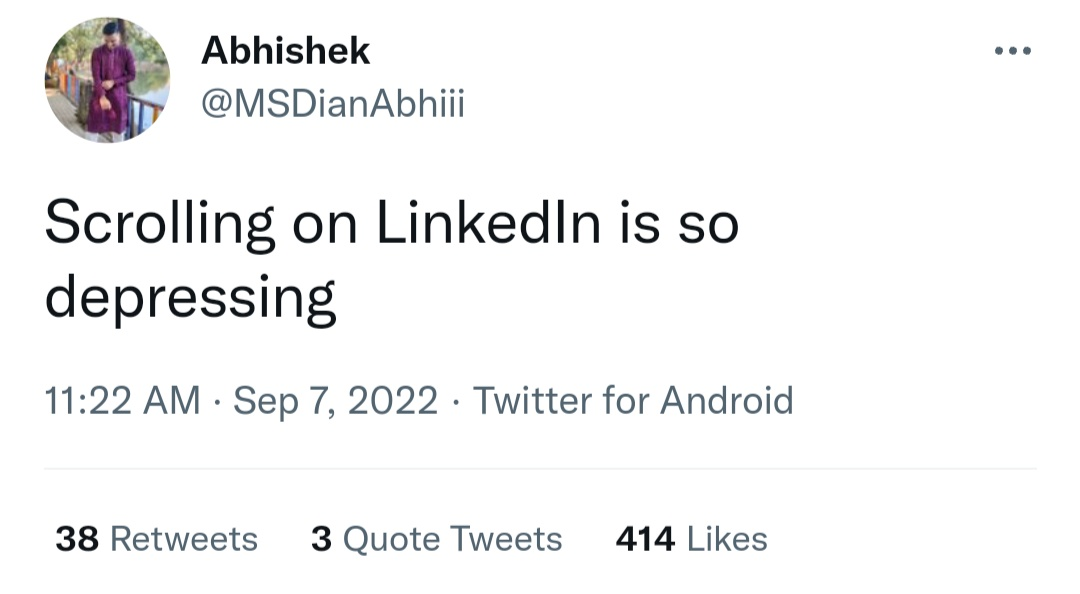 Abhishek
@MSDianAbhiii
Scrolling on LinkedIn is so
depressing
11:22 AM · Sep 7, 2022 · Twitter for Android
38 Retweets 3 Quote Tweets 414 Likes